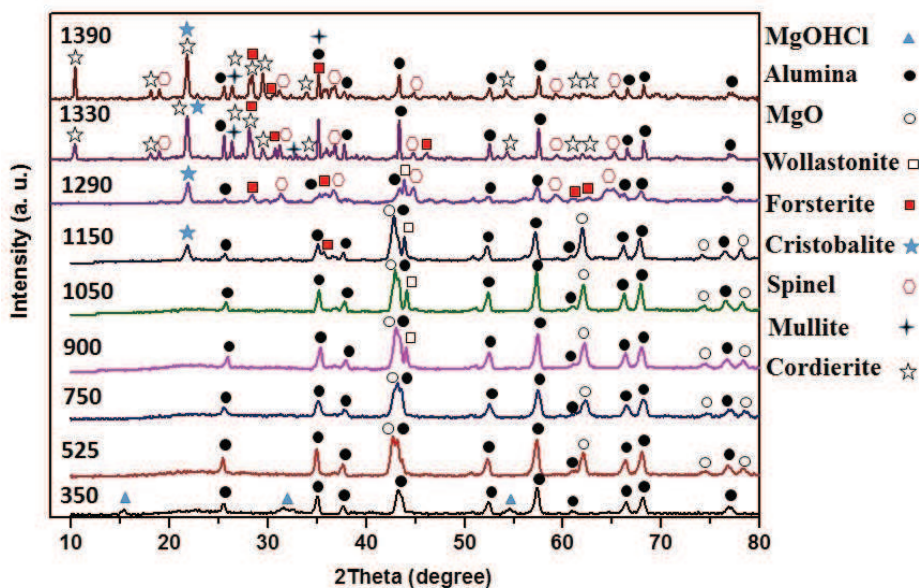 1390
1330
1290
1150
1050
900
750
525
350
Intensity (a. u.)
10 20 30 40 50 60 70 80
2Theta (degree)
MgOHCl
Alumina
MgO
Wollastonite
Forsterite
Cristobalite
Spinel
Mullite
Cordierite